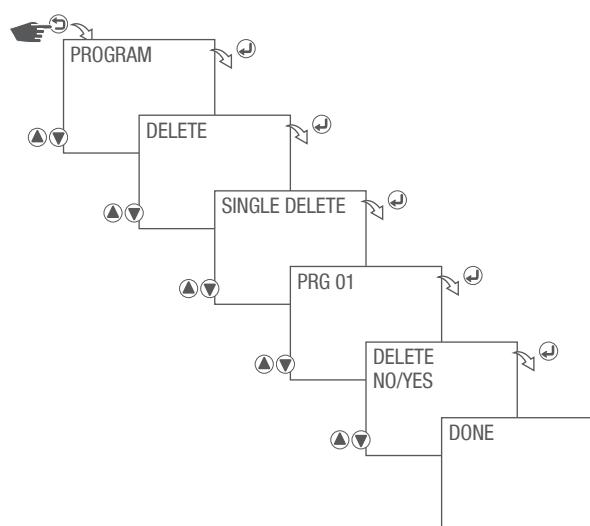 PROGRAM
DELETE
SINGLE DELETE
PRG 01
DELETE
NO/YES
DONE